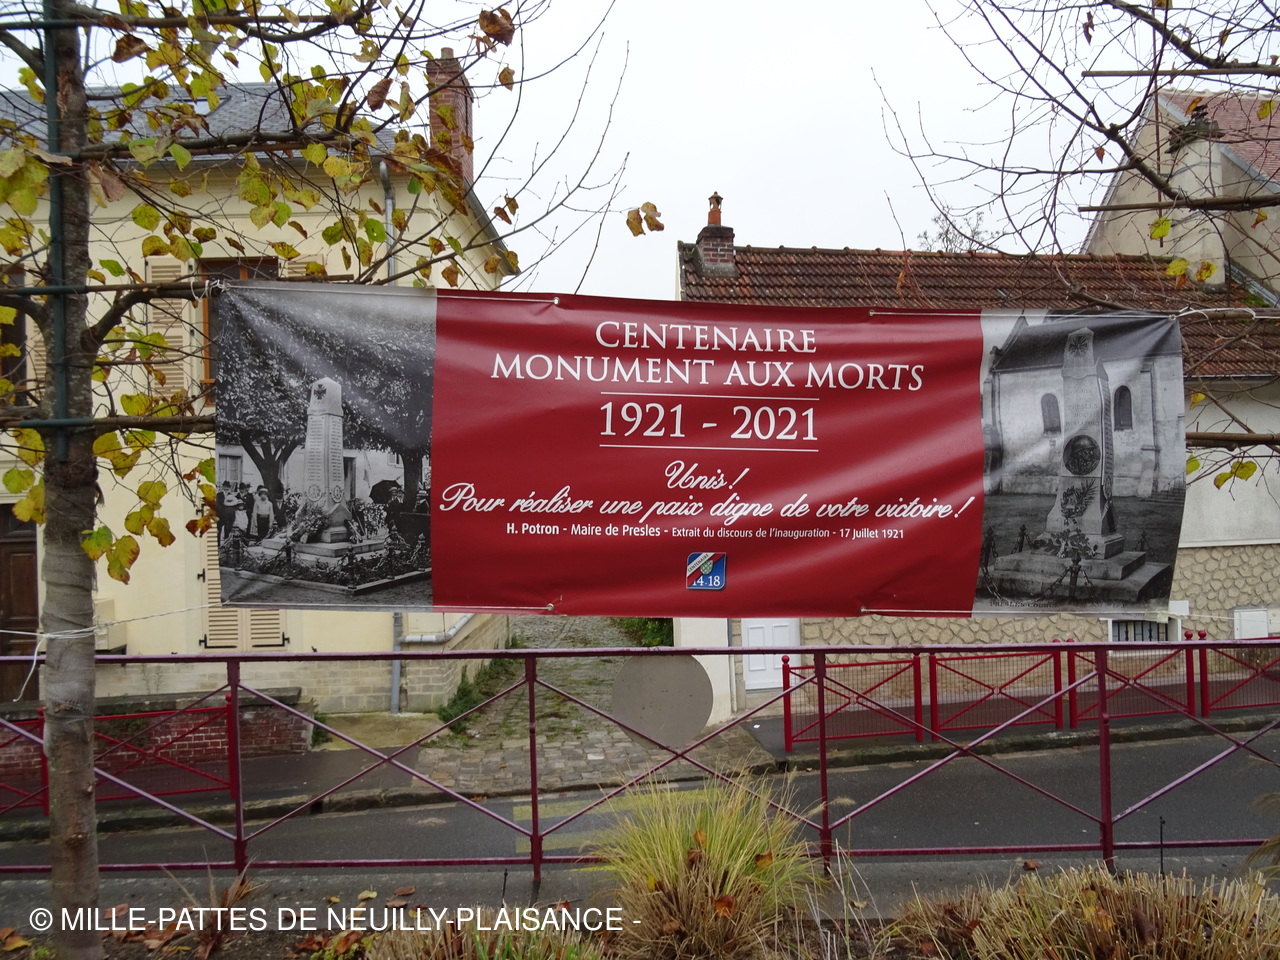 CENTENAIRE
MONUMENT AUX MORTS
1921 - 2021
Unis !
Pour réaliser une paix digne de votre victoire !
H. Potron - Maire de Presles - Extrait du discours de l'inauguration - 17 Juillet 1921
14-18
© MILLE-PATTES DE NEUILLY-PLAISANCE -